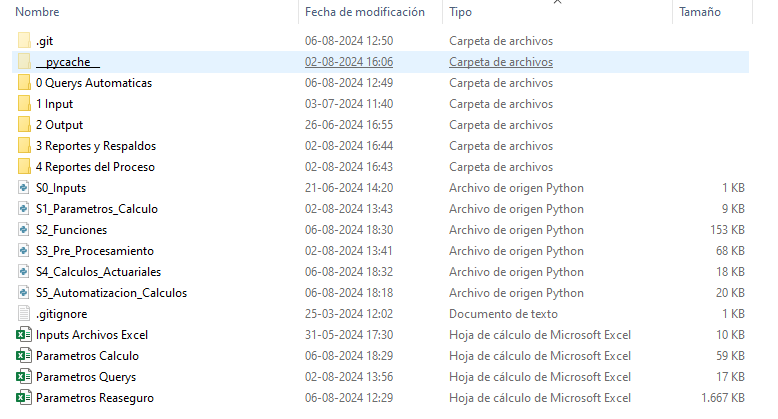 Nombre Fecha de modificación Tipo Tamaño
.git 06-08-2024 12:50 Carpeta de archivos
__pycache__ 02-08-2024 16:06 Carpeta de archivos
0 Querys Automaticas 06-08-2024 12:49 Carpeta de archivos
1 Input 03-07-2024 11:40 Carpeta de archivos
2 Output 26-06-2024 16:55 Carpeta de archivos
3 Reportes y Respaldos 02-08-2024 16:44 Carpeta de archivos
4 Reportes del Proceso 02-08-2024 16:43 Carpeta de archivos
S0_Inputs 21-06-2024 14:20 Archivo de origen Python 1 KB
S1_Parametros_Calculo 02-08-2024 13:43 Archivo de origen Python 9 KB
S2_Funciones 06-08-2024 18:30 Archivo de origen Python 153 KB
S3_Pre_Procesamiento 02-08-2024 13:41 Archivo de origen Python 68 KB
S4_Calculos_Actuariales 06-08-2024 18:32 Archivo de origen Python 18 KB
S5_Automatizacion_Calculos 06-08-2024 18:18 Archivo de origen Python 20 KB
.gitignore 25-03-2024 12:02 Documento de texto 1 KB
Inputs Archivos Excel 31-05-2024 17:30 Hoja de cálculo de Microsoft Excel 10 KB
Parametros Calculo 06-08-2024 18:29 Hoja de cálculo de Microsoft Excel 59 KB
Parametros Querys 02-08-2024 13:56 Hoja de cálculo de Microsoft Excel 17 KB
Parametros Reaseguro 06-08-2024 12:29 Hoja de cálculo de Microsoft Excel 1.667 KB